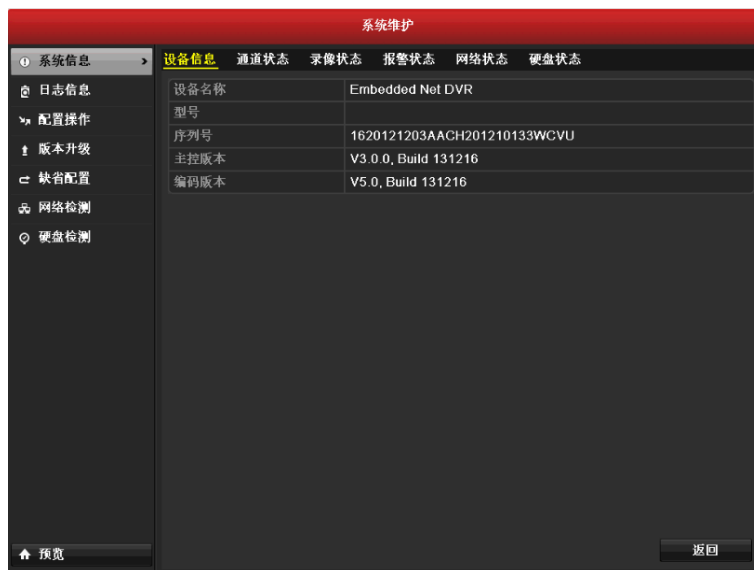 系统维护
系统信息
日志信息
配置操作
版本升级
缺省配置
网络检测
硬盘检测
预览
设备信息 通道状态 录像状态 报警状态 网络状态 硬盘状态
设备名称 Embedded Net DVR
型号
序列号 1620121203AACH201210133WCVU
主控版本 V3.0.0, Build 131216
编码版本 V5.0, Build 131216
返回